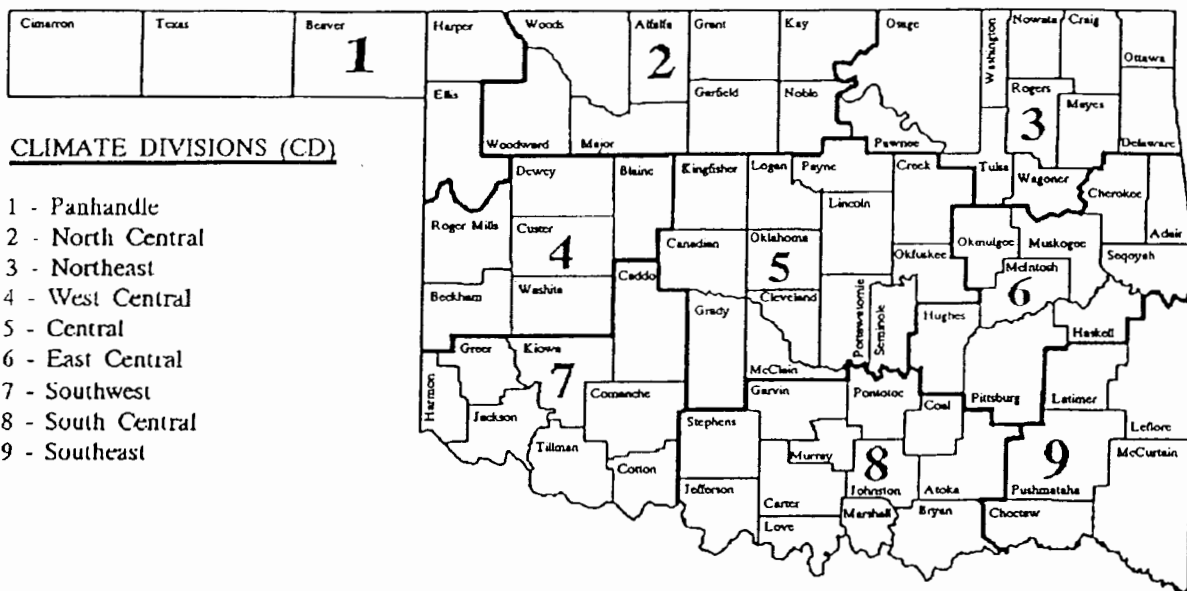 Cimarron Texas Beaver Harper Woods Alfalfa Grant Kay Osage Washington Nowata Craig
Ottawa
1 2
Ellis Garfield Noble Rogers Mayes
3
CLIMATE DIVISIONS (CD)
Woodward Major Pawnee Delaware
Dewey Blaine Kingfisher Logan Payne Creek Tulsa Wagoner Cherokee
1 - Panhandle
2 - North Central
3 - Northeast
4 - West Central
5 - Central
6 - East Central
7 - Southwest
8 - South Central
9 - Southeast
Lincoln
Roger Mills Custer Canadian Oklahoma Okmulgee Muskogee Adair
4 5 Okfuskee Sequoyah
Caddo McIntosh
Beckham Washita Cleveland 6
Grady Pottawatomie Seminole Hughes Haskell
Greer Kiowa
7 McClain
Harmon Comanche Garvin Pontotoc Coal Pittsburg Latimer
Jackson Stephens Leflore
Tillman Murray 8 9 McCurtain
Cotton
Jefferson Carter Johnston Atoka Pushmataha
Love Marshall Bryan Choctaw